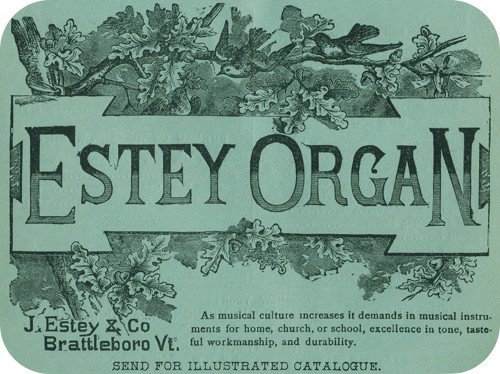 ESTEY ORGAN
J. Estey & Co
Brattleboro Vt.
As musical culture increases it demands in musical instru-
ments for home, church, or school, excellence in tone, taste-
ful workmanship, and durability.
SEND FOR ILLUSTRATED CATALOGUE.